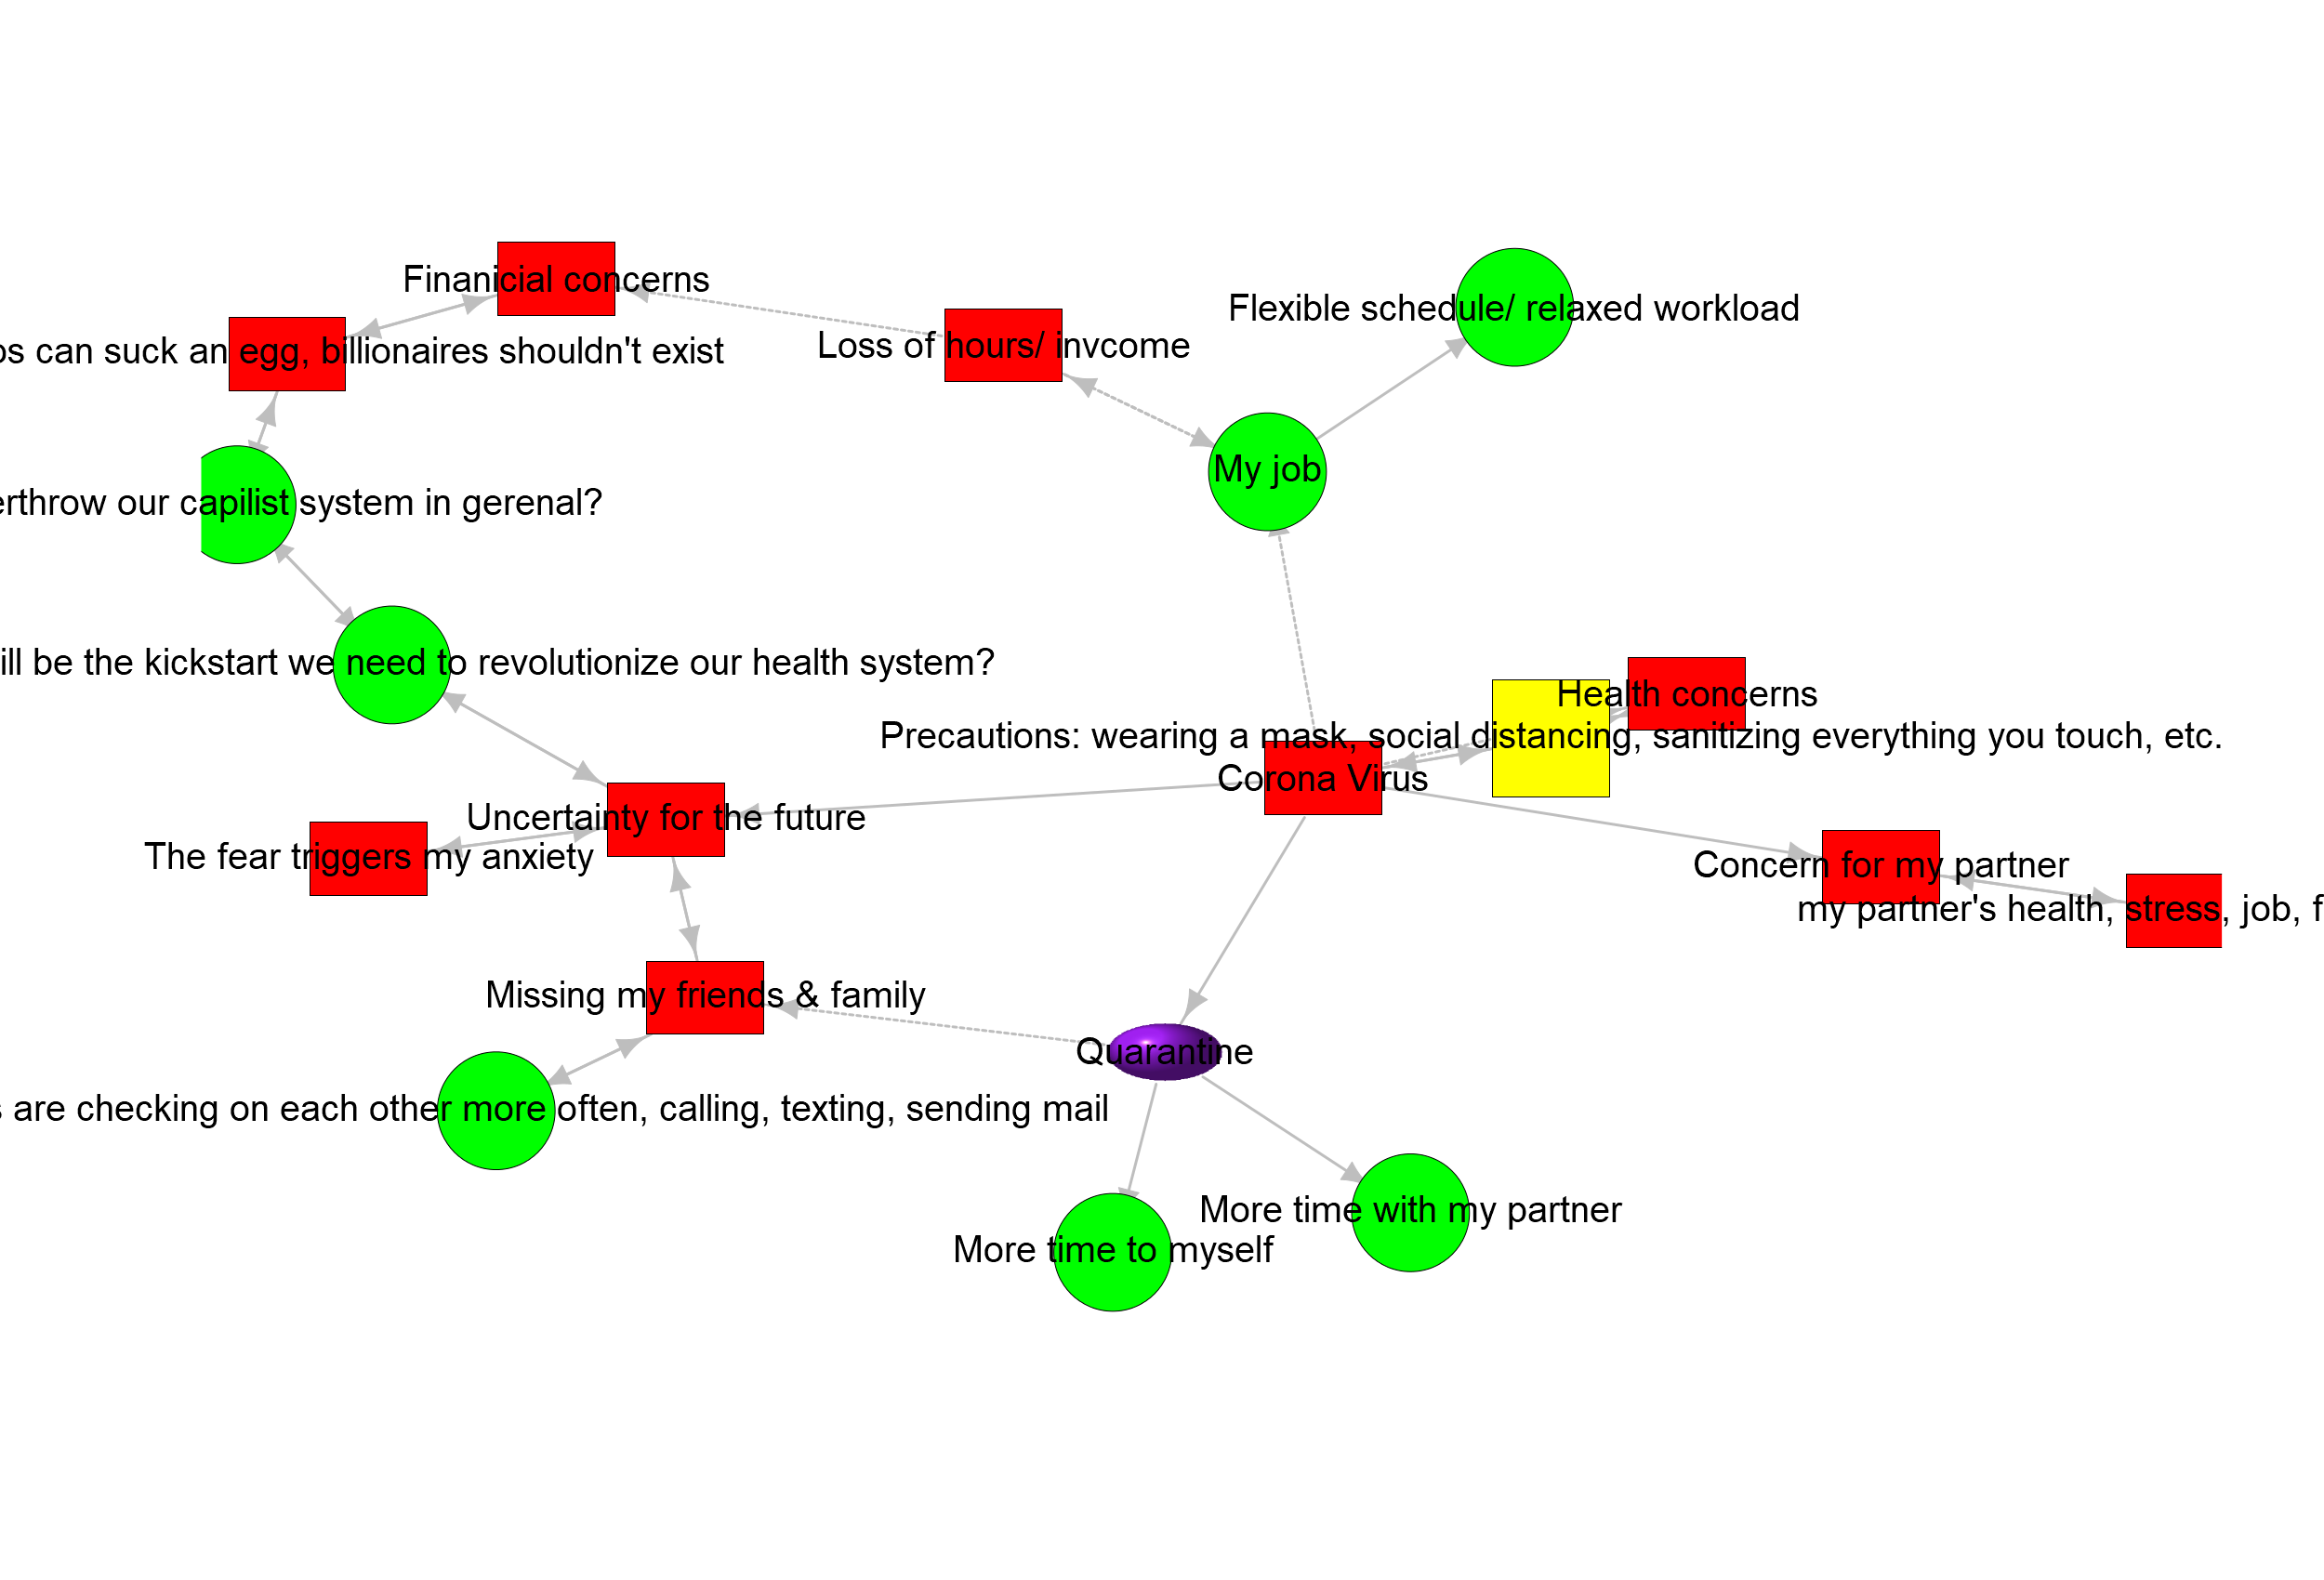 Finanicial concerns
Flexible schedule/ relaxed workload
Loss of hours/ invcome
can suck an egg, billionaires shouldn't exist
My job
our capilist system in gerenal?
be the kickstart we need to revolutionize our health system?
Health concerns
Precautions: wearing a mask, social distancing, sanitizing everything you touch, etc.
Corona Virus
Uncertainty for the future
The fear triggers my anxiety
Concern for my partner
my partner's health, stress, job,
Missing my friends & family
Quarantine
are checking on each other more often, calling, texting, sending mail
More time with my partner
More time to myself